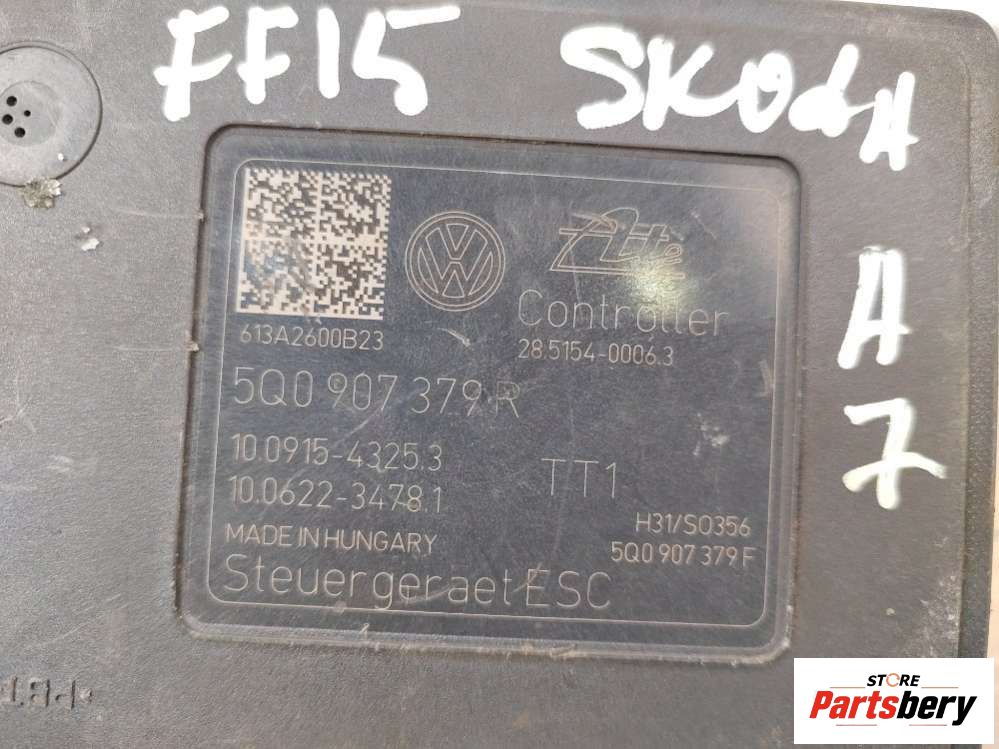 FF15 SKOdA
A
7
Ate
Controller
28.5154-0006.3
613A2600B23
5Q0 907 379 R
10.0915-4325.3
10.0622-3478.1
TT1
H31/S0356
MADE IN HUNGARY
5Q0 907 379 F
Steuergeraet ESC
STORE
Partsbery